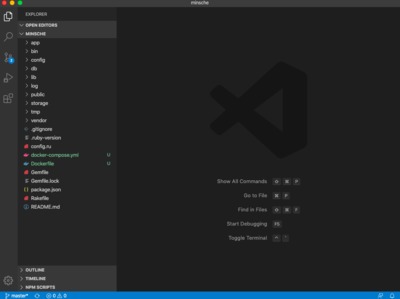 minsche
EXPLORER
OPEN EDITORS
MINSCHE
app
bin
config
db
lib
log
public
storage
tmp
vendor
.gitignore
.ruby-version
config.ru
docker-compose.yml U
Dockerfile U
Gemfile
Gemfile.lock
package.json
Rakefile
README.md
Show All Commands ⇧ ⌘ P
Go to File ⌘ P
Find in Files ⇧ ⌘ F
Start Debugging F5
Toggle Terminal ⌃ `
OUTLINE
TIMELINE
NPM SCRIPTS
master* 0 0